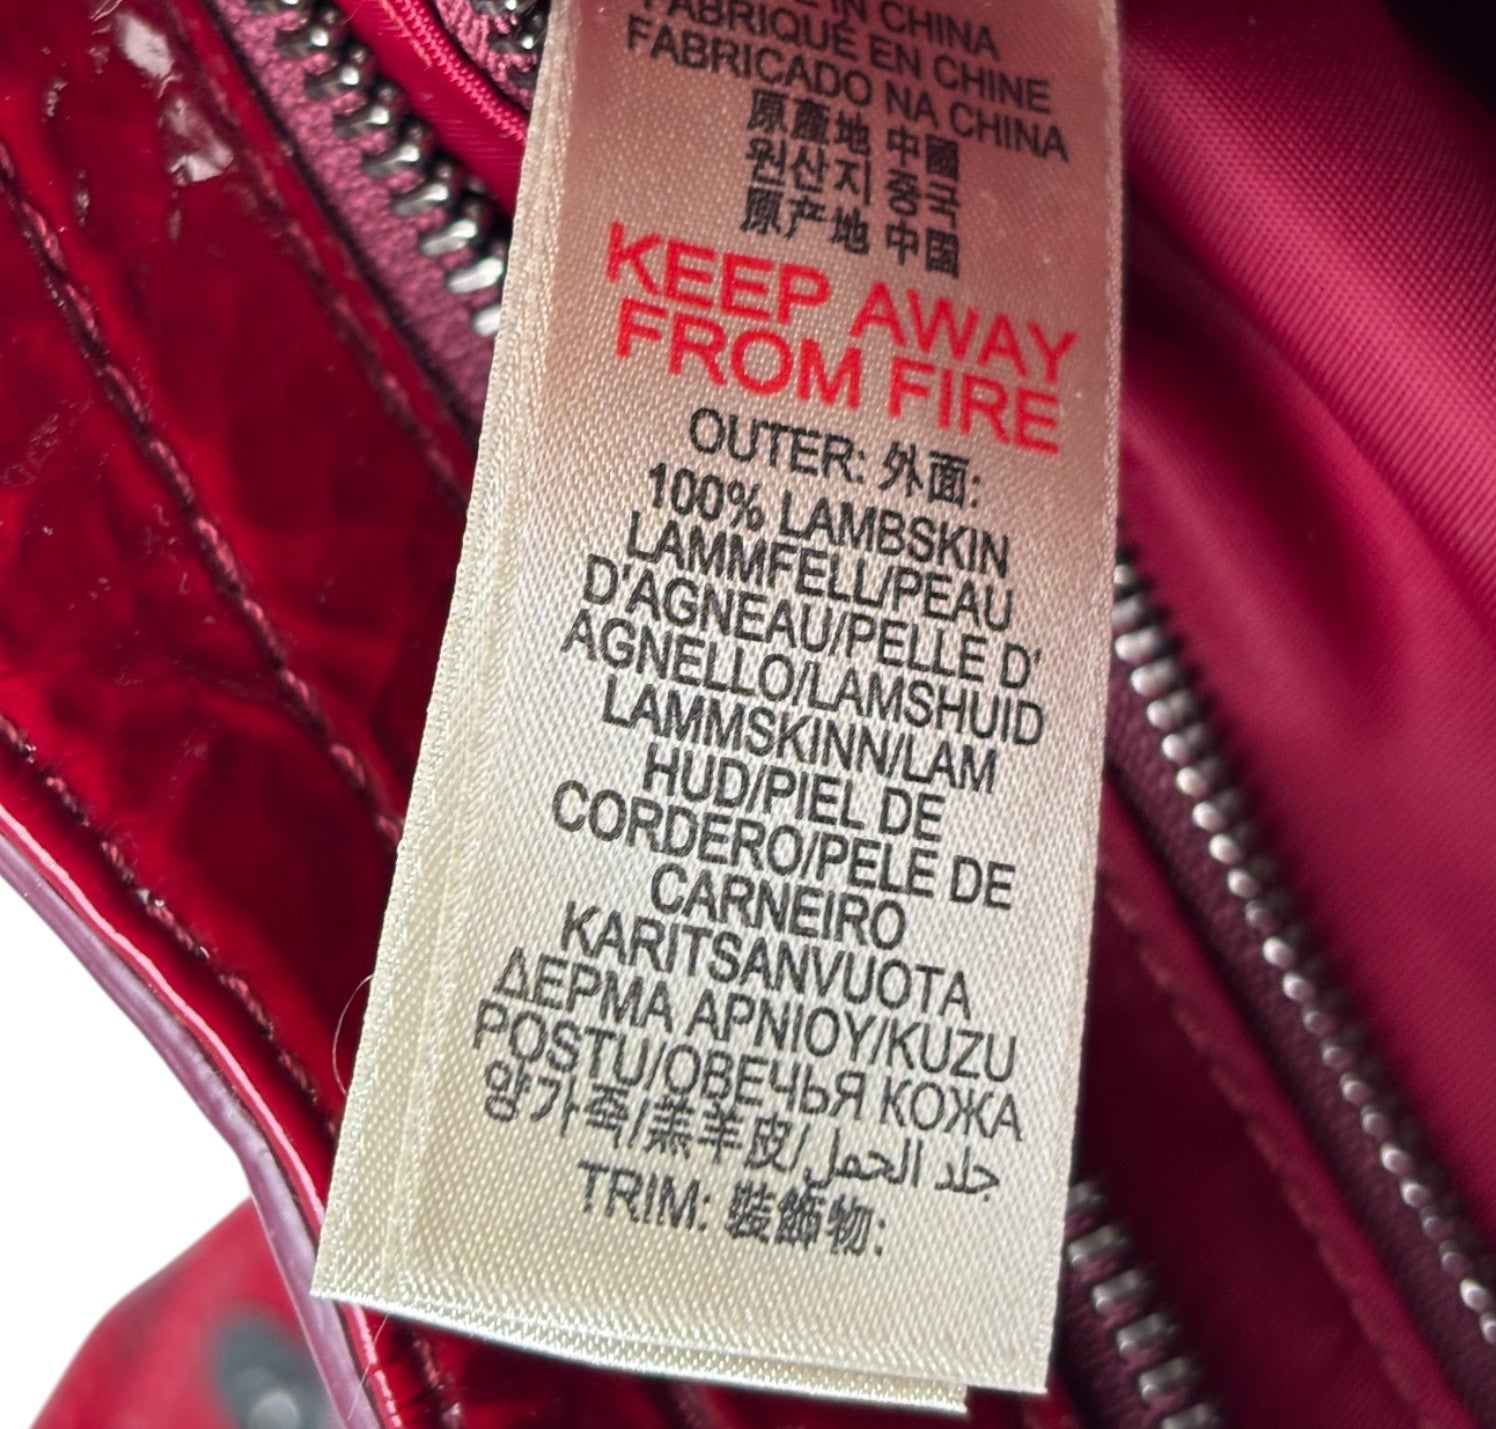 IN CHINA
FABRIQUÉ EN CHINE
FABRICADO NA CHINA
原產地 中國
원산지 중국
原产地 中国
KEEP AWAY
FROM FIRE
OUTER: 外面:
100% LAMBSKIN
LAMMFELL/PEAU
D'AGNEAU/PELLE D'
AGNELLO/LAMSHUID
LAMMSKINN/LAM
HUD/PIEL DE
CORDERO/PELE DE
CARNEIRO
KARITSANVUOTA
ΔΕΡΜΑ ΑΡΝΙΟΥ/KUZU
POSTU/ОВЕЧЬЯ КОЖА
양가죽/羔羊皮/جلد الحمل
TRIM: 裝飾物: